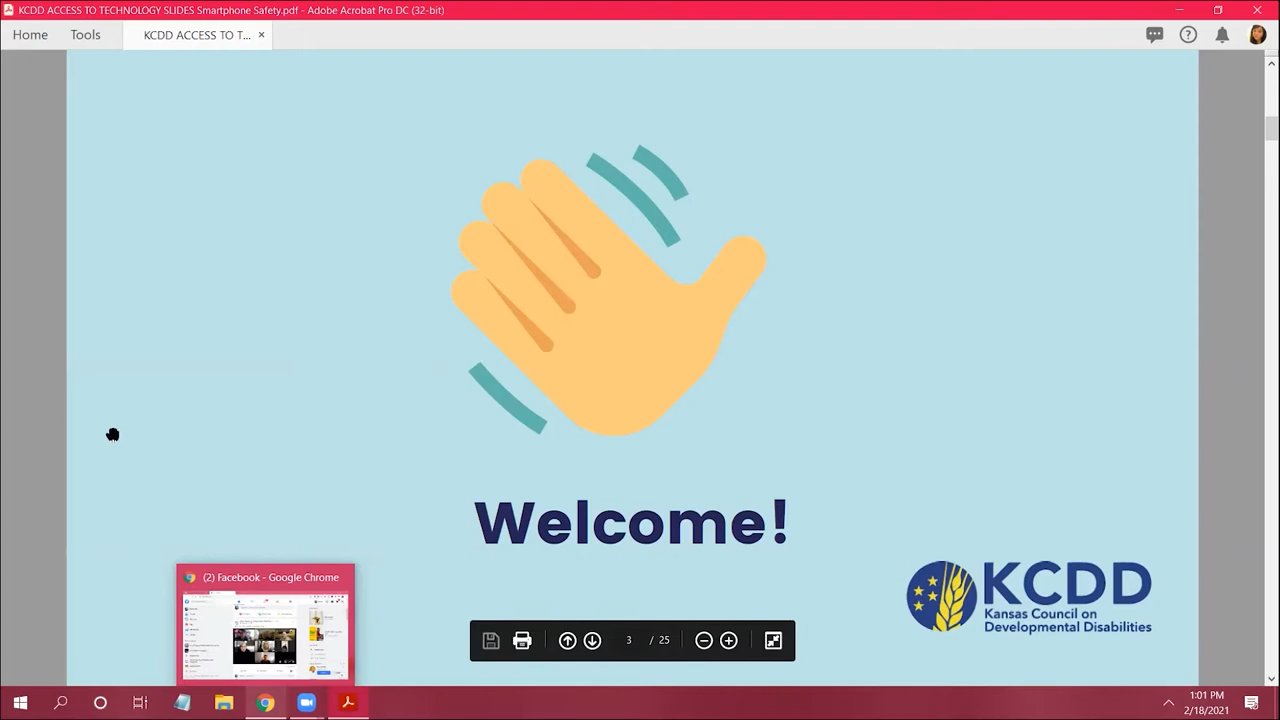 KCDD ACCESS TO TECHNOLOGY SLIDES Smartphone Safety.pdf - Adobe Acrobat Pro DC (32-bit)
Home
Tools
KCDD ACCESS TO T...
Welcome!
KCDD
Kansas Council on
Developmental Disabilities
(2) Facebook - Google Chrome
3 / 25
1:01 PM
2/18/2021